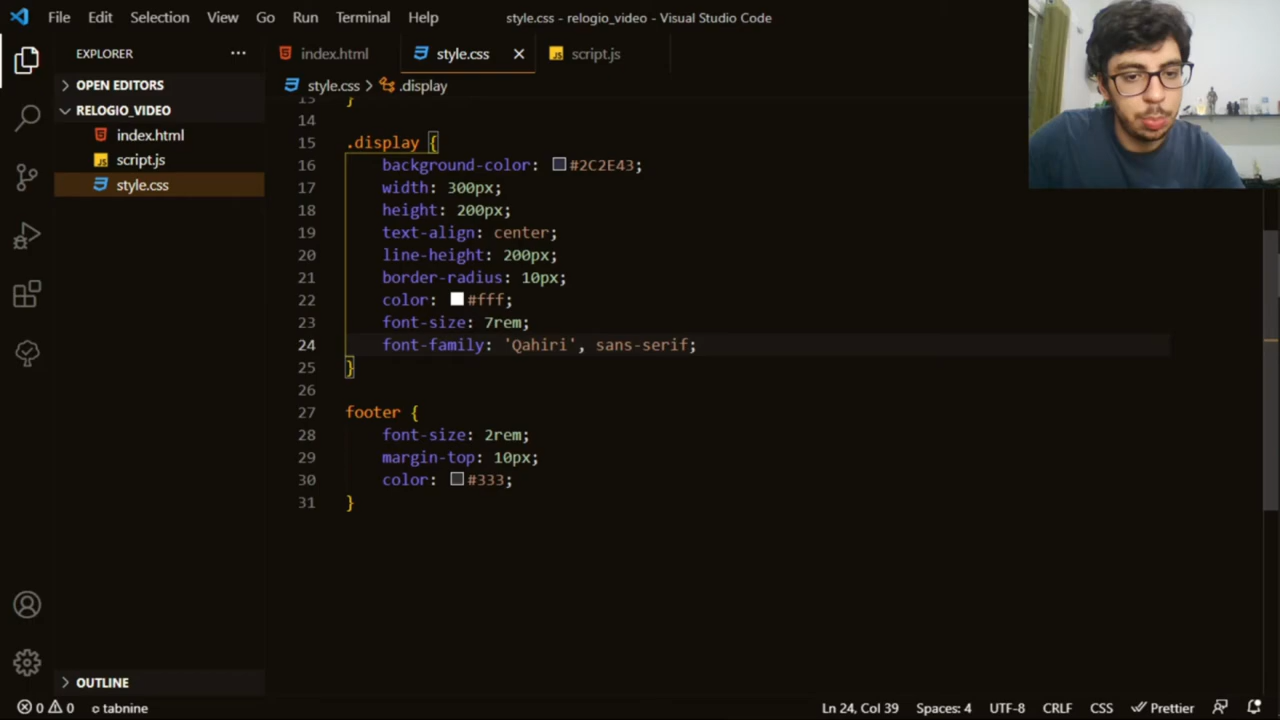 File Edit Selection View Go Run Terminal Help
style.css - relogio_video - Visual Studio Code
EXPLORER
index.html
style.css
script.js
OPEN EDITORS
style.css > .display
RELOGIO_VIDEO
index.html
script.js
style.css
13 }
14
15 .display {
16 background-color: #2C2E43;
17 width: 300px;
18 height: 200px;
19 text-align: center;
20 line-height: 200px;
21 border-radius: 10px;
22 color: #fff;
23 font-size: 7rem;
24 font-family: 'Qahiri', sans-serif;
25 }
26
27 footer {
28 font-size: 2rem;
29 margin-top: 10px;
30 color: #333;
31 }
OUTLINE
0 0 tabnine
Ln 24, Col 39 Spaces: 4 UTF-8 CRLF CSS Prettier